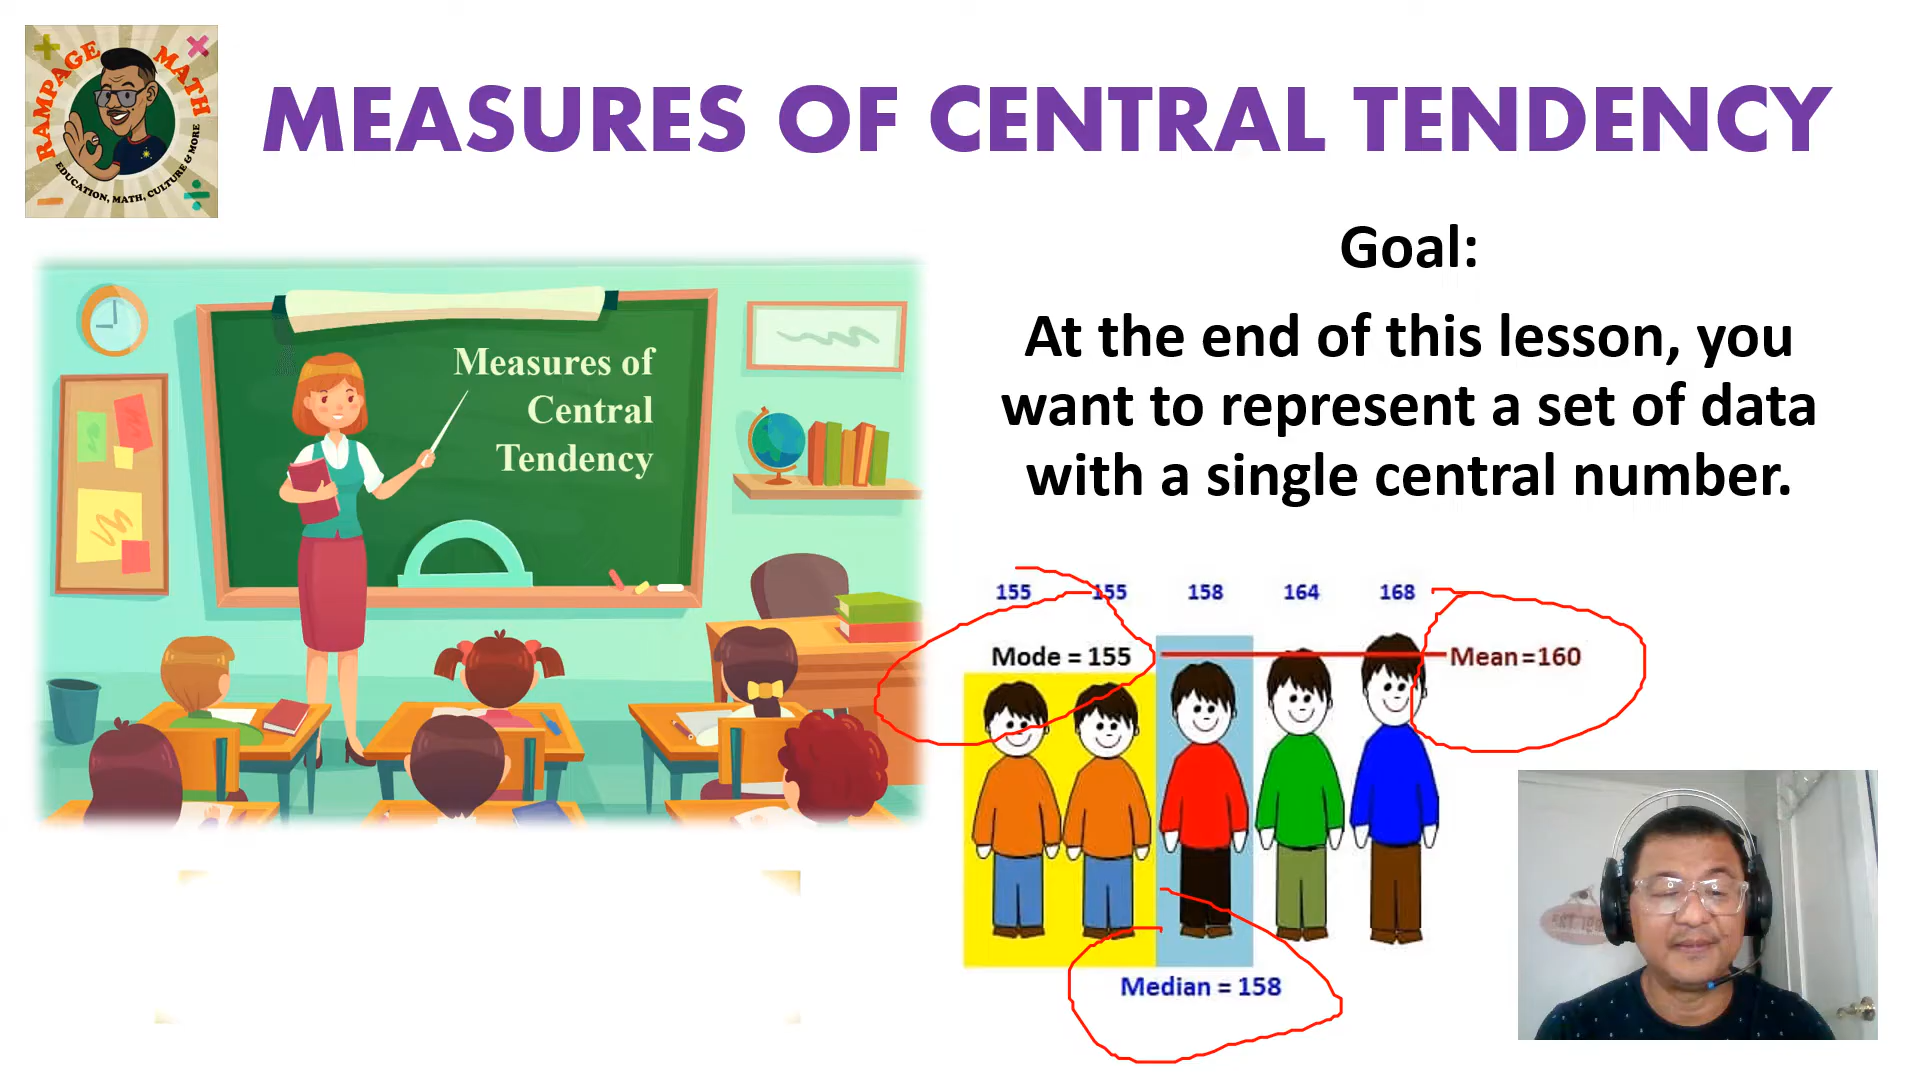 RAMPAGE MATH
EDUCATION, MATH, CULTURE & MORE
MEASURES OF CENTRAL TENDENCY
Measures of
Central
Tendency
Goal:
At the end of this lesson, you
want to represent a set of data
with a single central number.
155 155 158 164 168
Mode = 155
Mean=160
Median = 158